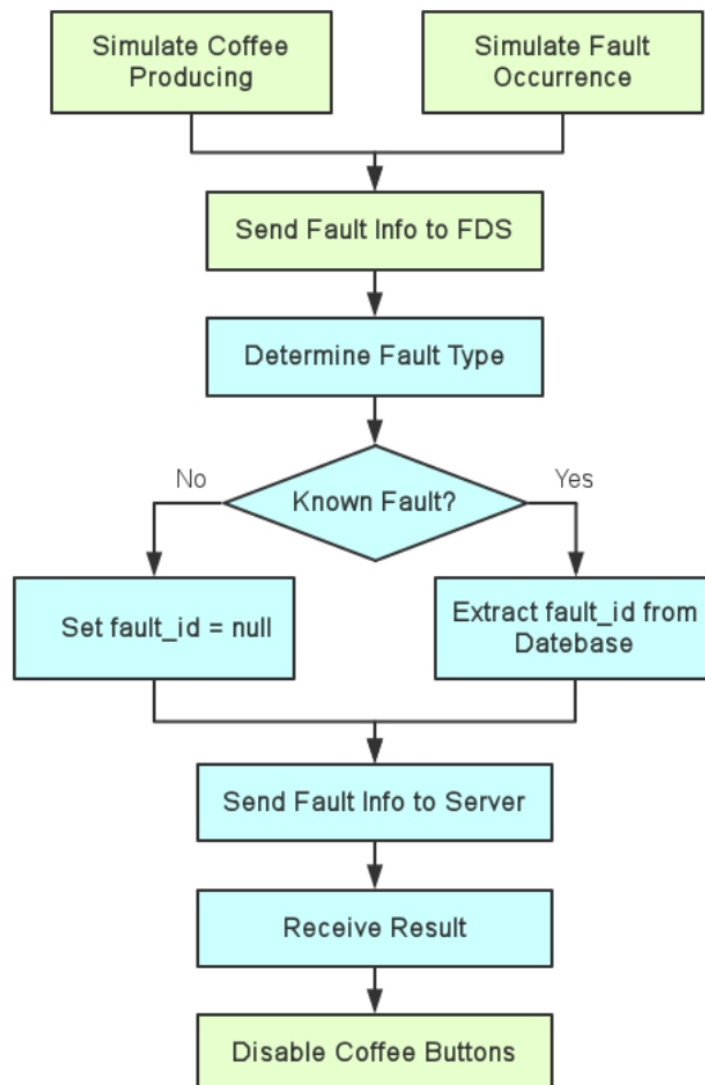 Simulate Coffee
Producing
Simulate Fault
Occurrence
Send Fault Info to FDS
Determine Fault Type
Known Fault?
No
Yes
Set fault_id = null
Extract fault_id from
Datebase
Send Fault Info to Server
Receive Result
Disable Coffee Buttons